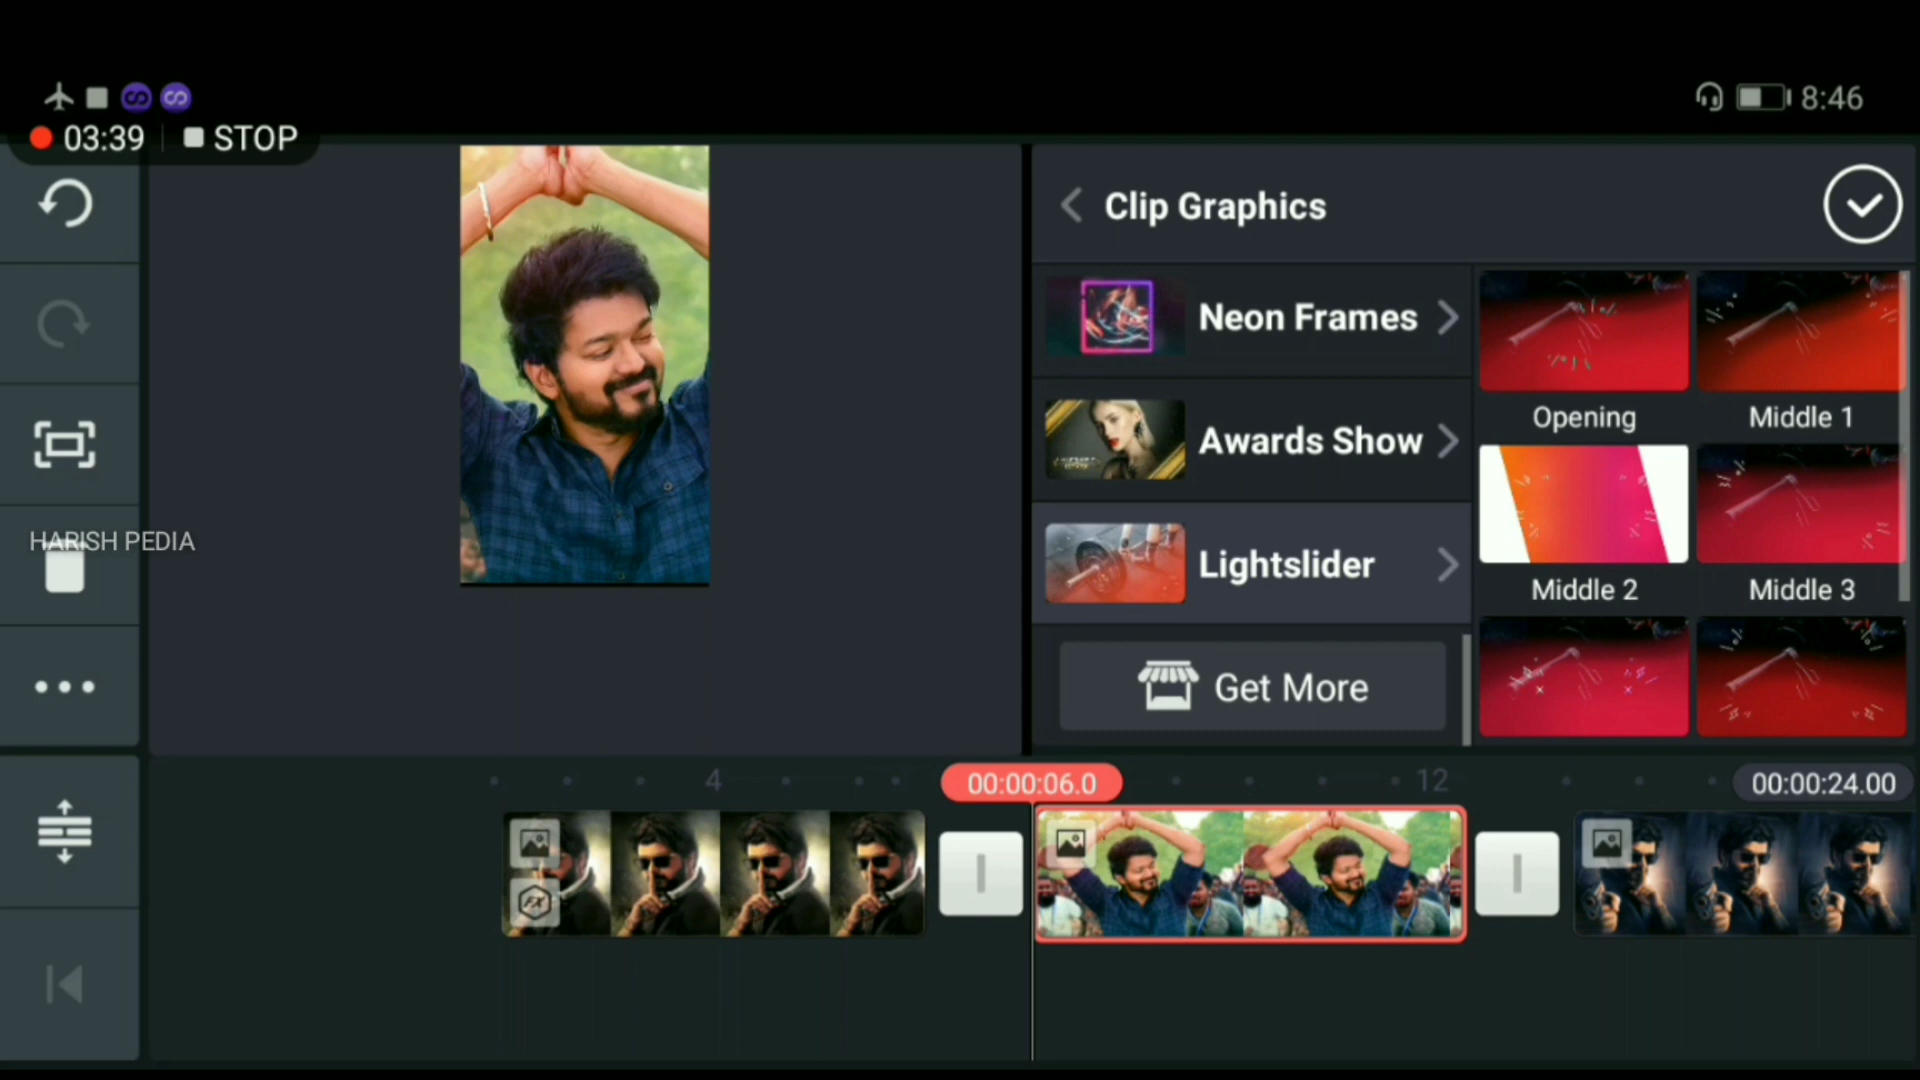 8:46
03:39 STOP
Clip Graphics
Neon Frames
Awards Show
Lightslider
Get More
Opening
Middle 1
Middle 2
Middle 3
HARISH PEDIA
4
00:00:06.0
12
00:00:24.00
FX